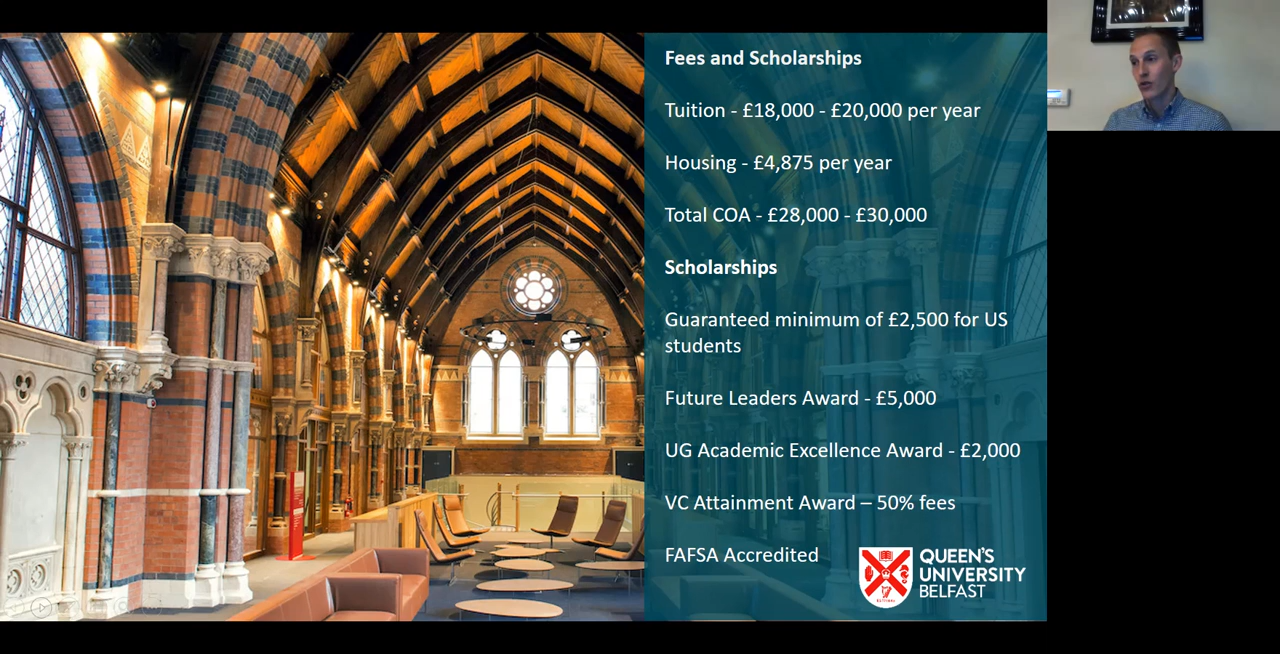 Fees and Scholarships
Tuition - £18,000 - £20,000 per year
Housing - £4,875 per year
Total COA - £28,000 - £30,000
Scholarships
Guaranteed minimum of £2,500 for US
students
Future Leaders Award - £5,000
UG Academic Excellence Award - £2,000
VC Attainment Award – 50% fees
FAFSA Accredited
QUEEN'S
UNIVERSITY
BELFAST